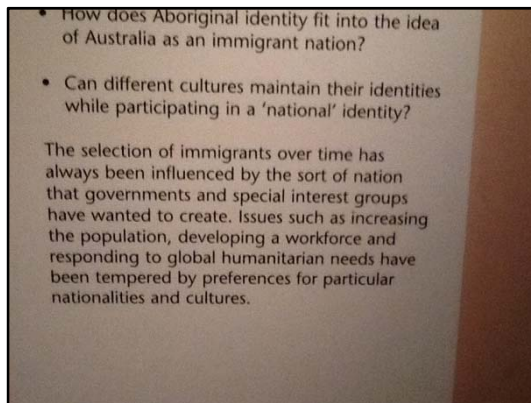 • How does Aboriginal identity fit into the idea
of Australia as an immigrant nation?
• Can different cultures maintain their identities
while participating in a 'national' identity?
The selection of immigrants over time has
always been influenced by the sort of nation
that governments and special interest groups
have wanted to create. Issues such as increasing
the population, developing a workforce and
responding to global humanitarian needs have
been tempered by preferences for particular
nationalities and cultures.